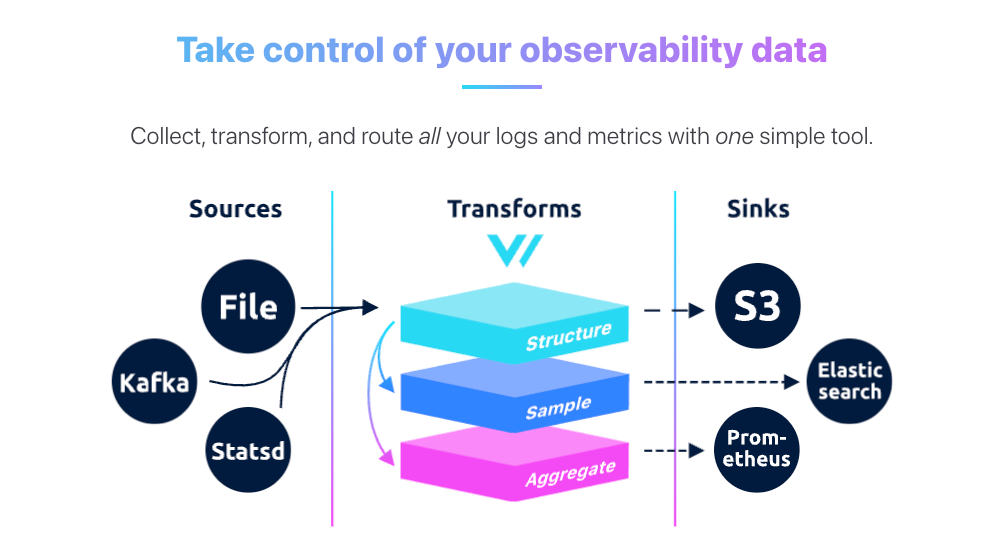 Take control of your observability data
Collect, transform, and route all your logs and metrics with one simple tool.
Sources
Transforms
Sinks
File
Kafka
Statsd
Structure
Sample
Aggregate
S3
Elastic
search
Prom-
etheus